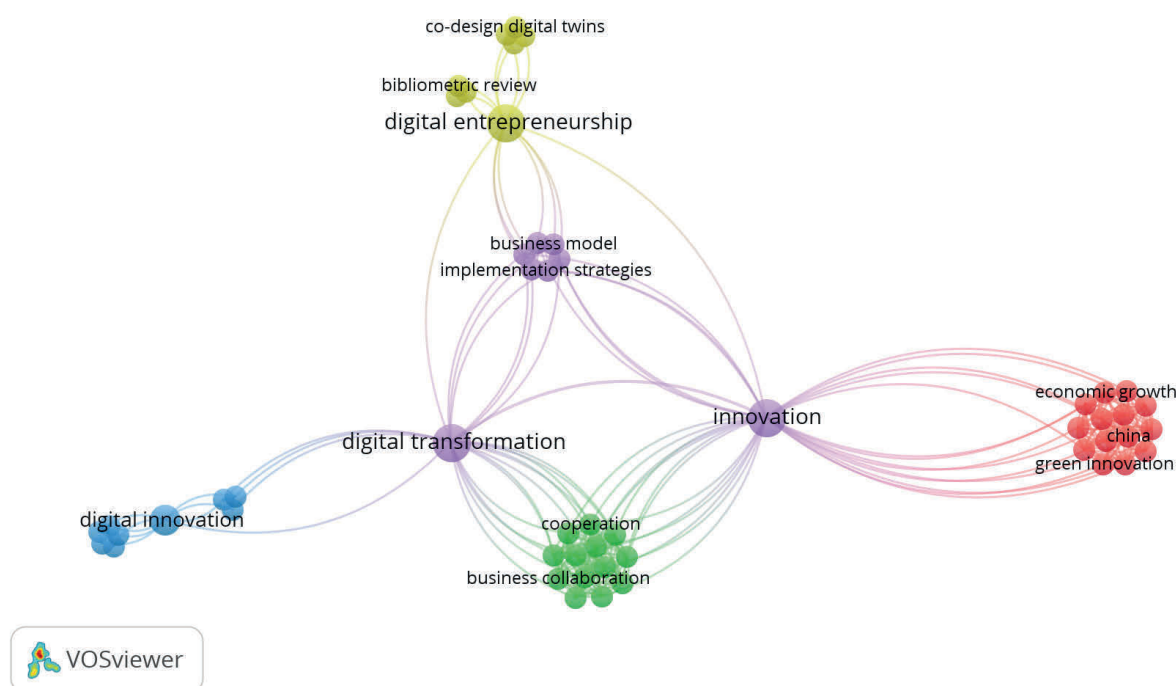 co-design digital twins
bibliometric review
digital entrepreneurship
business model
implementation strategies
economic growth
innovation
china
digital transformation
green innovation
digital innovation
cooperation
business collaboration
VOSviewer